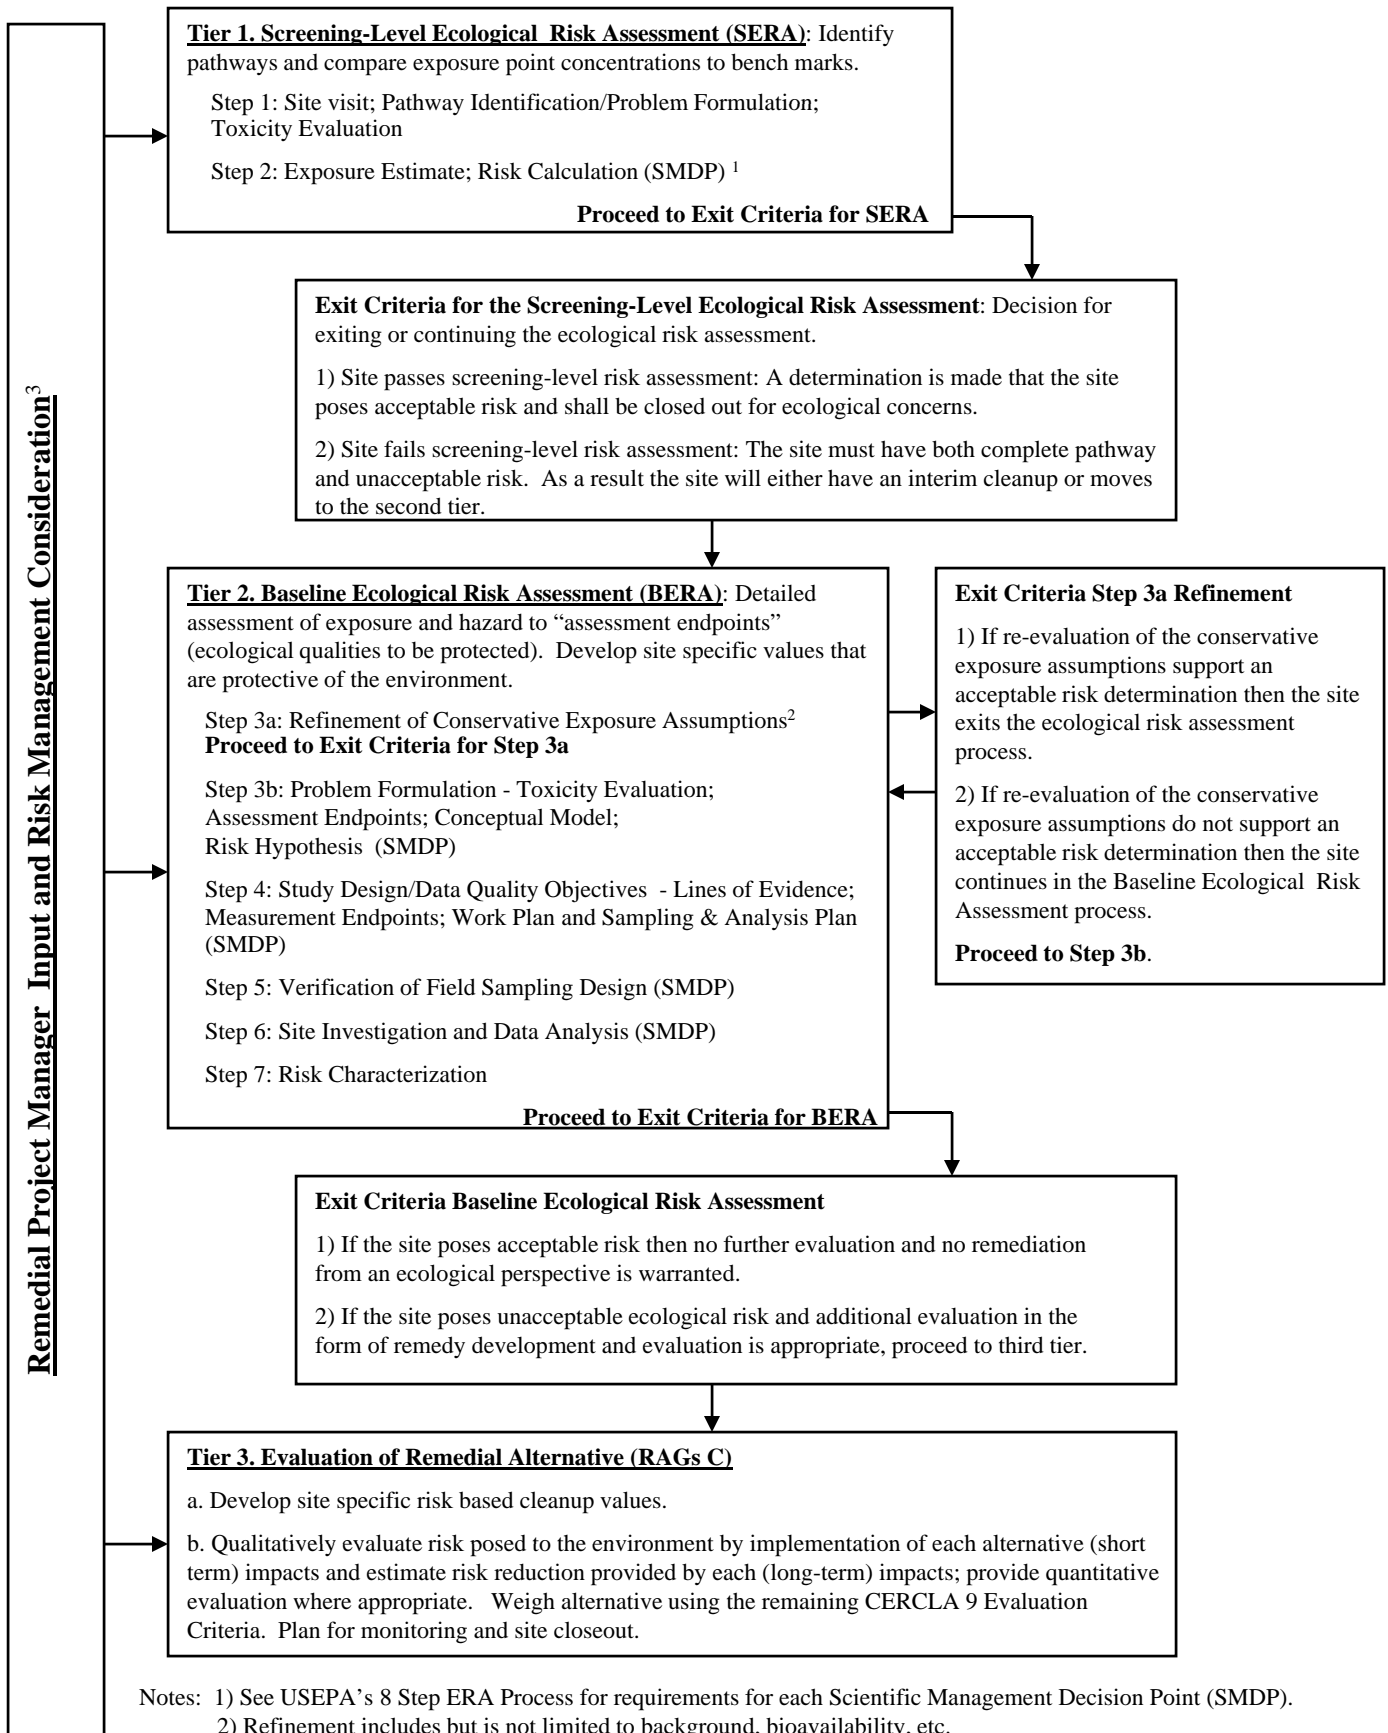 Remedial Project Manager Input and Risk Management Consideration3
Tier 1. Screening-Level Ecological Risk Assessment (SERA): Identify
pathways and compare exposure point concentrations to bench marks.
Step 1: Site visit; Pathway Identification/Problem Formulation;
Toxicity Evaluation
Step 2: Exposure Estimate; Risk Calculation (SMDP) 1
Proceed to Exit Criteria for SERA
Exit Criteria for the Screening-Level Ecological Risk Assessment: Decision for
exiting or continuing the ecological risk assessment.
1) Site passes screening-level risk assessment: A determination is made that the site
poses acceptable risk and shall be closed out for ecological concerns.
2) Site fails screening-level risk assessment: The site must have both complete pathway
and unacceptable risk. As a result the site will either have an interim cleanup or moves
to the second tier.
Tier 2. Baseline Ecological Risk Assessment (BERA): Detailed
assessment of exposure and hazard to “assessment endpoints”
(ecological qualities to be protected). Develop site specific values that
are protective of the environment.
Step 3a: Refinement of Conservative Exposure Assumptions2
Proceed to Exit Criteria for Step 3a
Step 3b: Problem Formulation - Toxicity Evaluation;
Assessment Endpoints; Conceptual Model;
Risk Hypothesis (SMDP)
Step 4: Study Design/Data Quality Objectives - Lines of Evidence;
Measurement Endpoints; Work Plan and Sampling & Analysis Plan
(SMDP)
Step 5: Verification of Field Sampling Design (SMDP)
Step 6: Site Investigation and Data Analysis (SMDP)
Step 7: Risk Characterization
Proceed to Exit Criteria for BERA
Exit Criteria Step 3a Refinement
1) If re-evaluation of the conservative
exposure assumptions support an
acceptable risk determination then the site
exits the ecological risk assessment
process.
2) If re-evaluation of the conservative
exposure assumptions do not support an
acceptable risk determination then the site
continues in the Baseline Ecological Risk
Assessment process.
Proceed to Step 3b.
Exit Criteria Baseline Ecological Risk Assessment
1) If the site poses acceptable risk then no further evaluation and no remediation
from an ecological perspective is warranted.
2) If the site poses unacceptable ecological risk and additional evaluation in the
form of remedy development and evaluation is appropriate, proceed to third tier.
Tier 3. Evaluation of Remedial Alternative (RAGs C)
a. Develop site specific risk based cleanup values.
b. Qualitatively evaluate risk posed to the environment by implementation of each alternative (short
term) impacts and estimate risk reduction provided by each (long-term) impacts; provide quantitative
evaluation where appropriate. Weigh alternative using the remaining CERCLA 9 Evaluation
Criteria. Plan for monitoring and site closeout.
Notes: 1) See USEPA’s 8 Step ERA Process for requirements for each Scientific Management Decision Point (SMDP).
2) Refinement includes but is not limited to background, bioavailability, etc.